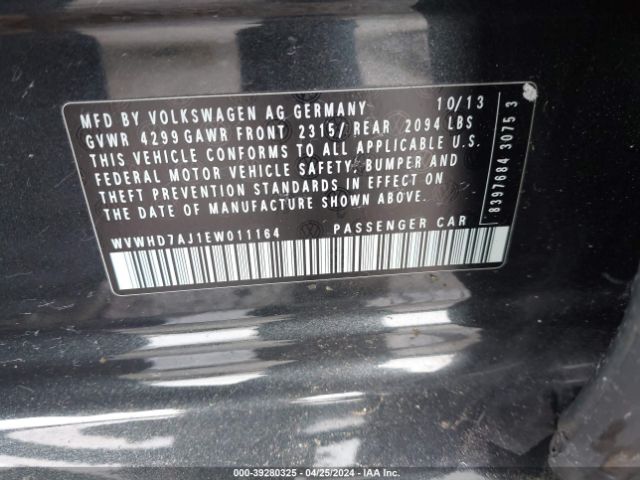 MFD BY VOLKSWAGEN AG GERMANY 10/13
GVWR 4299 GAWR FRONT 2315/ REAR 2094 LBS
THIS VEHICLE CONFORMS TO ALL APPLICABLE U.S.
FEDERAL MOTOR VEHICLE SAFETY, BUMPER AND
THEFT PREVENTION STANDARDS IN EFFECT ON
THE DATE OF MANUFACTURE SHOWN ABOVE.
WVWHD7AJ1EW011164 PASSENGER CAR
8397684 3075 3
000-39280325 - 04/25/2024 - IAA Inc.